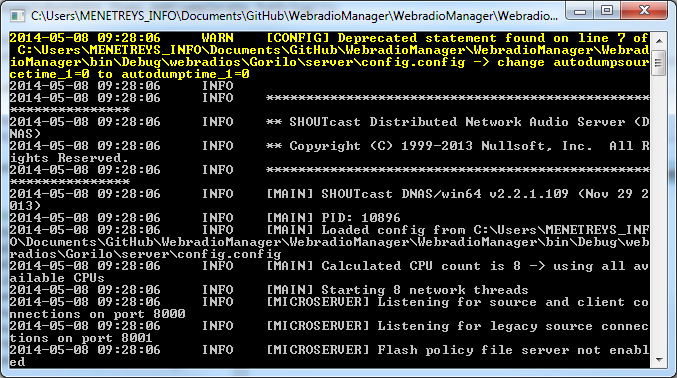 C:\Users\MENETREYS_INFO\Documents\GitHub\WebradioManager\WebradioManager\Webradio...
2014-05-08 09:28:06 WARN [CONFIG] Deprecated statement found on line 7 of
C:\Users\MENETREYS_INFO\Documents\GitHub\WebradioManager\WebradioManager\Webrad
ioManager\bin\Debug\webradios\Gorilo\server\config.config -> change autodumpsour
cetime_1=0 to autodumptime_1=0
2014-05-08 09:28:06 INFO
2014-05-08 09:28:06 INFO **********************************************
***************
2014-05-08 09:28:06 INFO ** SHOUTcast Distributed Network Audio Server (D
NAS)
2014-05-08 09:28:06 INFO ** Copyright (C) 1999-2013 Nullsoft, Inc. All R
ights Reserved.
2014-05-08 09:28:06 INFO **********************************************
***************
2014-05-08 09:28:06 INFO [MAIN] SHOUTcast DNAS/win64 v2.2.1.109 (Nov 29 2
013)
2014-05-08 09:28:06 INFO [MAIN] PID: 10896
2014-05-08 09:28:06 INFO [MAIN] Loaded config from C:\Users\MENETREYS_INF
O\Documents\GitHub\WebradioManager\WebradioManager\WebradioManager\bin\Debug\web
radios\Gorilo\server\config.config
2014-05-08 09:28:06 INFO [MAIN] Calculated CPU count is 8 -> using all av
ailable CPUs
2014-05-08 09:28:06 INFO [MAIN] Starting 8 network threads
2014-05-08 09:28:06 INFO [MICROSERVER] Listening for source and client co
nnections on port 8000
2014-05-08 09:28:06 INFO [MICROSERVER] Listening for legacy source connec
tions on port 8001
2014-05-08 09:28:06 INFO [MICROSERVER] Flash policy file server not enabl
ed